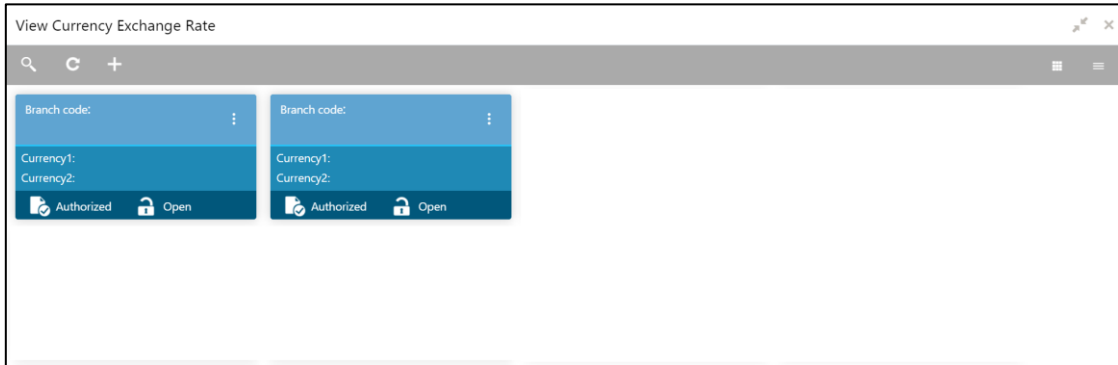 View Currency Exchange Rate
Branch code:
Currency1:
Currency2:
Authorized Open
Branch code:
Currency1:
Currency2:
Authorized Open